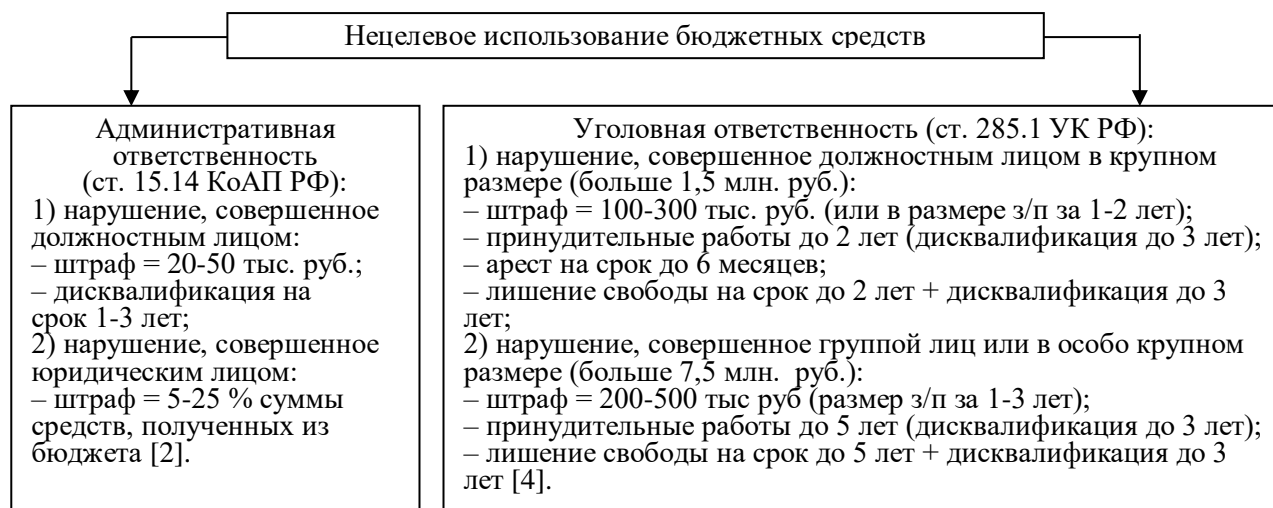 Нецелевое использование бюджетных средств
Административная
ответственность
(ст. 15.14 КоАП РФ):
1) нарушение, совершенное
должностным лицом:
– штраф = 20-50 тыс. руб.;
– дисквалификация на
срок 1-3 лет;
2) нарушение, совершенное
юридическим лицом:
– штраф = 5-25 % суммы
средств, полученных из
бюджета [2].
Уголовная ответственность (ст. 285.1 УК РФ):
1) нарушение, совершенное должностным лицом в крупном
размере (больше 1,5 млн. руб.):
– штраф = 100-300 тыс. руб. (или в размере з/п за 1-2 лет);
– принудительные работы до 2 лет (дисквалификация до 3 лет);
– арест на срок до 6 месяцев;
– лишение свободы на срок до 2 лет + дисквалификация до 3
лет;
2) нарушение, совершенное группой лиц или в особо крупном
размере (больше 7,5 млн. руб.):
– штраф = 200-500 тыс руб (размер з/п за 1-3 лет);
– принудительные работы до 5 лет (дисквалификация до 3 лет);
– лишение свободы на срок до 5 лет + дисквалификация до 3
лет [4].